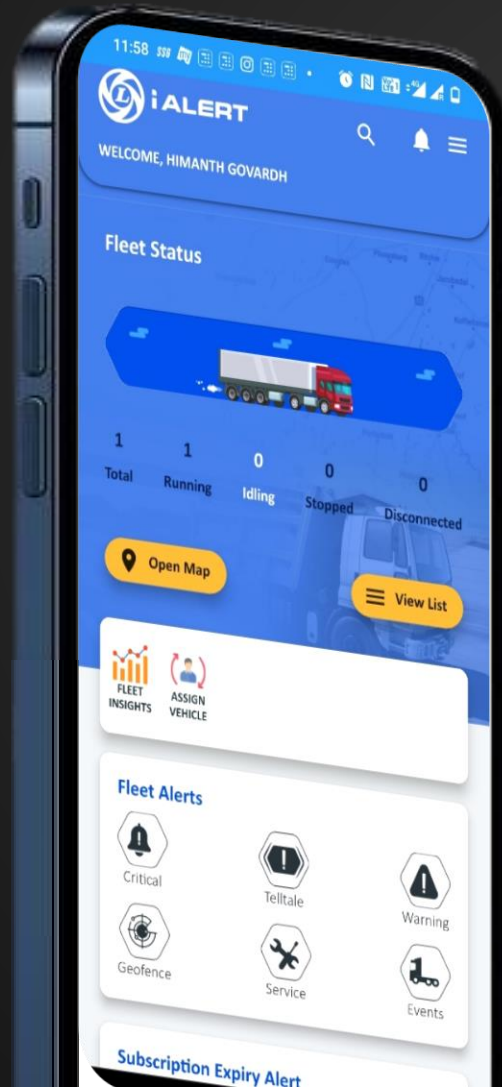 11:58
i ALERT
WELCOME, HIMANTH GOVARDH
Fleet Status
1 1 0 0 0
Total Running Idling Stopped Disconnected
Open Map View List
FLEET INSIGHTS
ASSIGN VEHICLE
Fleet Alerts
Critical Telltale Warning
Geofence Service Events
Subscription Expiry Alert